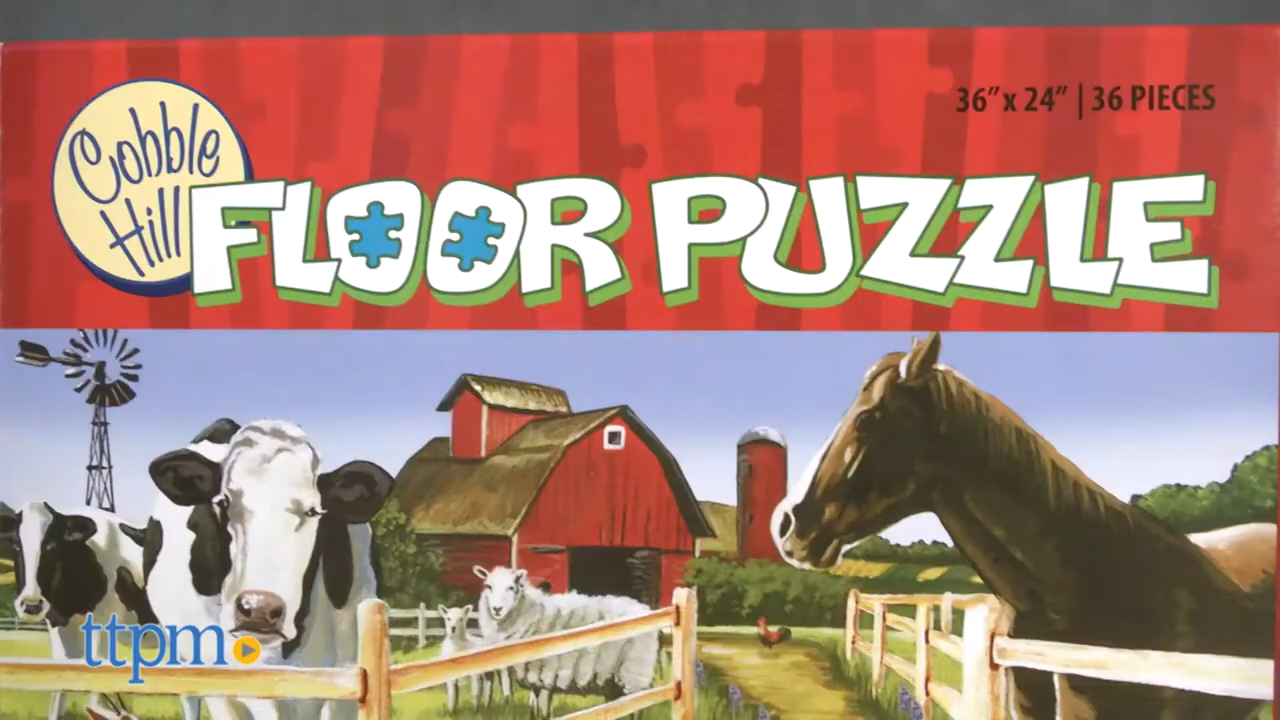 36” x 24” | 36 PIECES
Cobble
Hill
FLOOR PUZZLE
ttpm